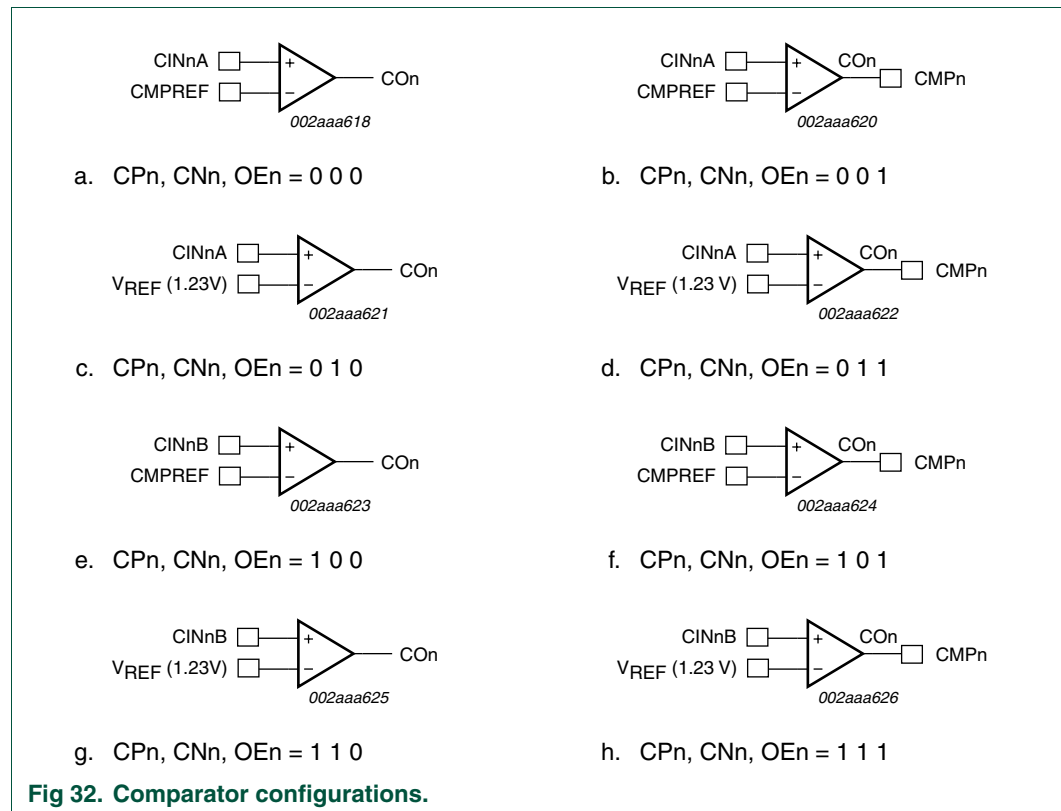 CINnA
CMPREF
+
−
COn
002aaa618
a. CPn, CNn, OEn = 0 0 0
CINnA
CMPREF
+
−
COn
CMPn
002aaa620
b. CPn, CNn, OEn = 0 0 1
CINnA
VREF (1.23V)
+
−
COn
002aaa621
c. CPn, CNn, OEn = 0 1 0
CINnA
VREF (1.23 V)
+
−
COn
CMPn
002aaa622
d. CPn, CNn, OEn = 0 1 1
CINnB
CMPREF
+
−
COn
002aaa623
e. CPn, CNn, OEn = 1 0 0
CINnB
CMPREF
+
−
COn
CMPn
002aaa624
f. CPn, CNn, OEn = 1 0 1
CINnB
VREF (1.23V)
+
−
COn
002aaa625
g. CPn, CNn, OEn = 1 1 0
CINnB
VREF (1.23 V)
+
−
COn
CMPn
002aaa626
h. CPn, CNn, OEn = 1 1 1
Fig 32. Comparator configurations.